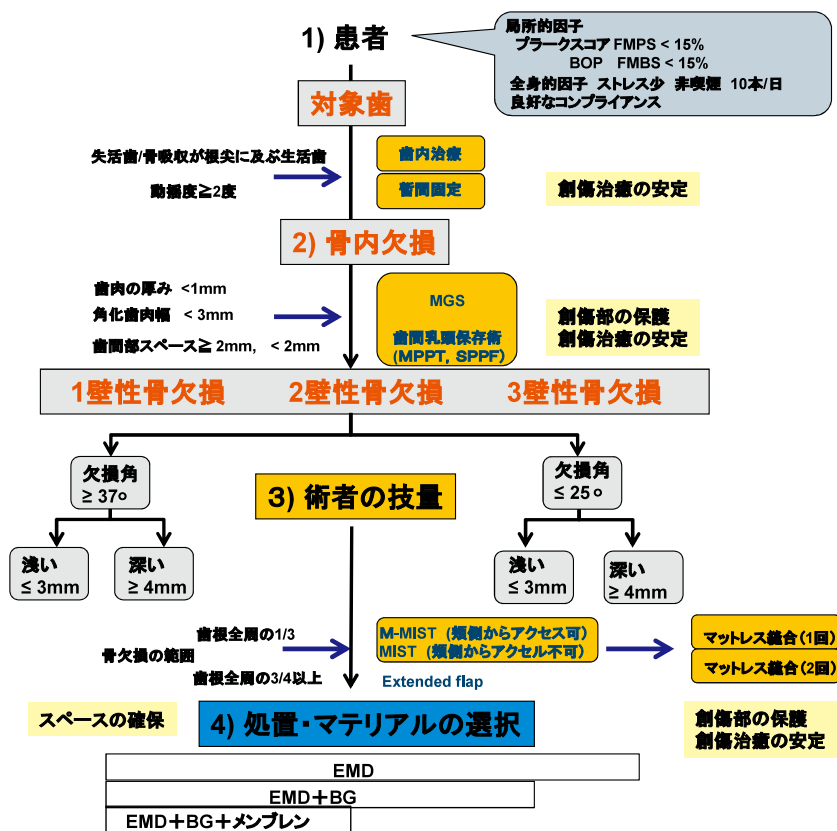 1) 患者
局所的因子
プラークスコア FMPS < 15%
BOP FMBS < 15%
全身的因子 ストレス少 非喫煙 10本/日
良好なコンプライアンス
対象歯
失活歯/骨吸収が根尖に及ぶ生活歯
動揺度≧2度
歯内治療
暫間固定
創傷治癒の安定
2) 骨内欠損
歯肉の厚み <1mm
角化歯肉幅 < 3mm
歯間部スペース≧ 2mm, < 2mm
MGS
歯間乳頭保存術
(MPPT, SPPF)
創傷部の保護
創傷治癒の安定
1壁性骨欠損 2壁性骨欠損 3壁性骨欠損
欠損角
≥ 37°
3) 術者の技量
欠損角
≤ 25°
浅い
≤ 3mm
深い
≥ 4mm
浅い
≤ 3mm
深い
≥ 4mm
歯根全周の1/3
骨欠損の範囲
歯根全周の3/4以上
M-MIST (頬側からアクセス可)
MIST (頬側からアクセル不可)
Extended flap
マットレス縫合(1回)
マットレス縫合(2回)
スペースの確保
4) 処置・マテリアルの選択
創傷部の保護
創傷治癒の安定
EMD
EMD+BG
EMD+BG+メンブレン